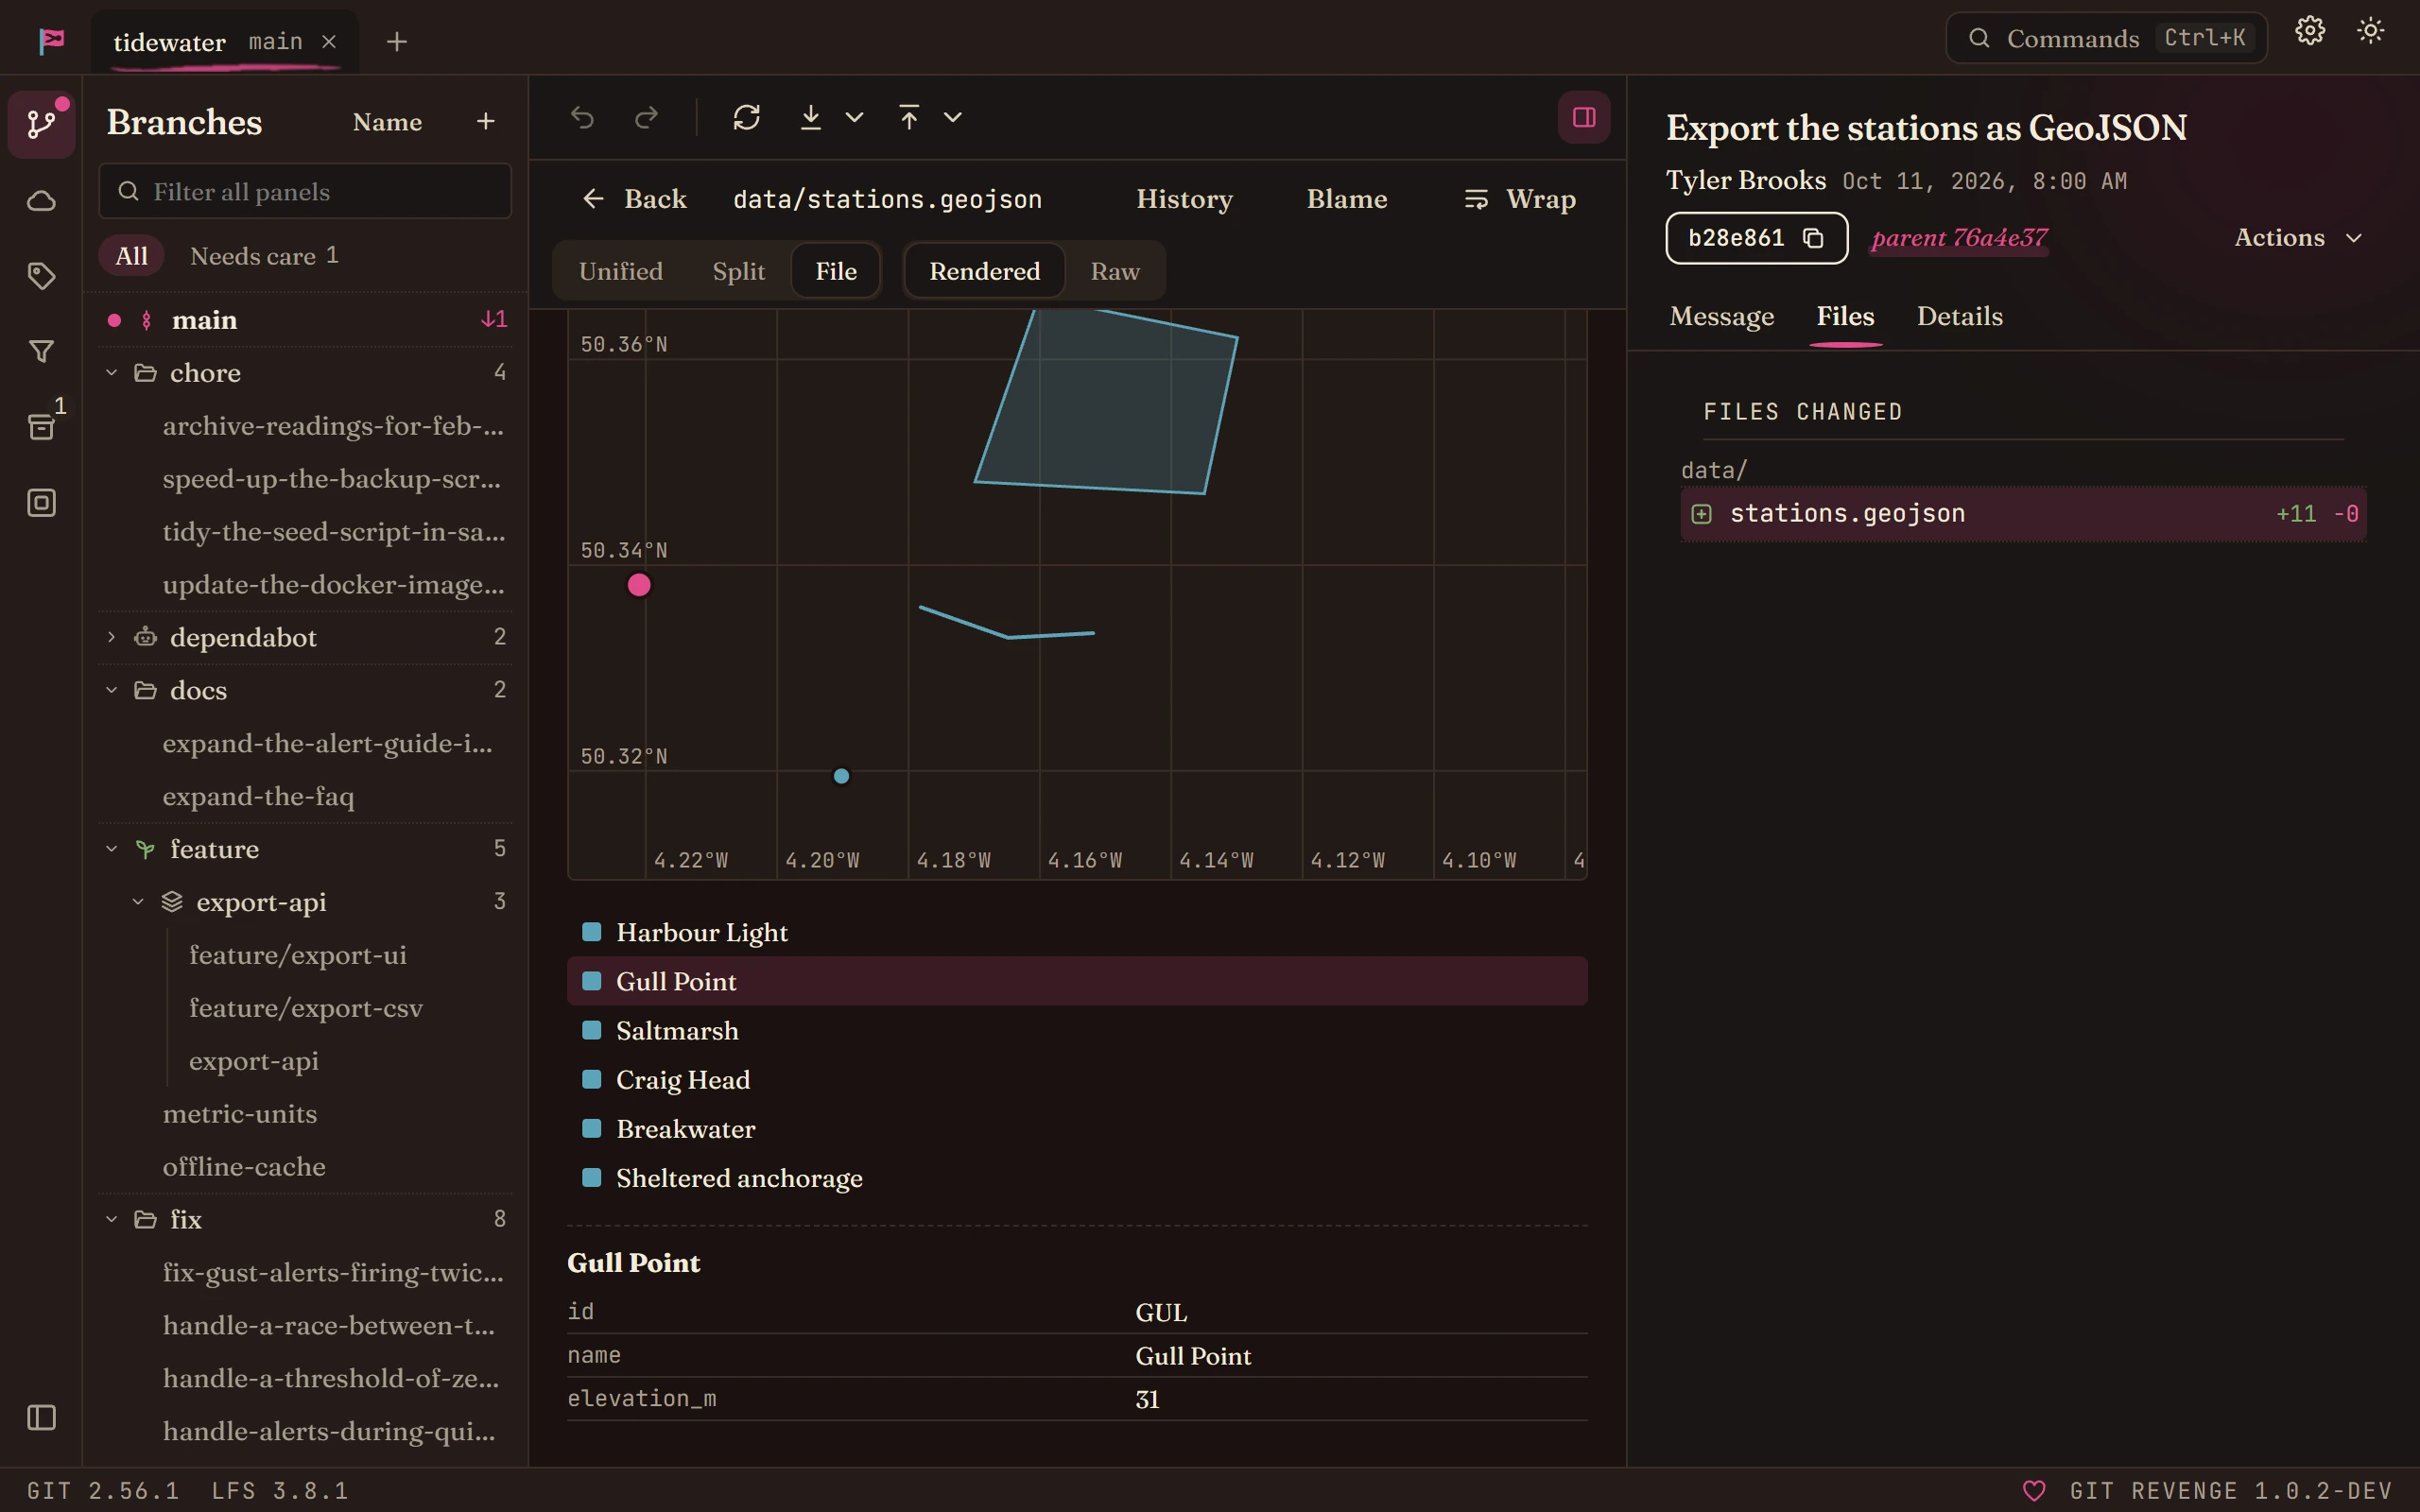 tidewater main
Commands Ctrl+K
Branches Name
Filter all panels
All Needs care 1
main 1
chore 4
archive-readings-for-feb-...
speed-up-the-backup-scr...
tidy-the-seed-script-in-sa...
update-the-docker-image...
dependabot 2
docs 2
expand-the-alert-guide-i...
expand-the-faq
feature 5
export-api 3
feature/export-ui
feature/export-csv
export-api
metric-units
offline-cache
fix 8
fix-gust-alerts-firing-twic...
handle-a-race-between-t...
handle-a-threshold-of-ze...
handle-alerts-during-qui...
1
Back data/stations.geojson History Blame Wrap
Unified Split File Rendered Raw
50.36°N
50.34°N
50.32°N
4.22°W 4.20°W 4.18°W 4.16°W 4.14°W 4.12°W 4.10°W 4
Harbour Light
Gull Point
Saltmarsh
Craig Head
Breakwater
Sheltered anchorage
Gull Point
id GUL
name Gull Point
elevation_m 31
Export the stations as GeoJSON
Tyler Brooks Oct 11, 2026, 8:00 AM
b28e861 parent 76a4e37 Actions
Message Files Details
FILES CHANGED
data/
stations.geojson +11 -0
GIT 2.56.1 LFS 3.8.1
GIT REVENGE 1.0.2-DEV